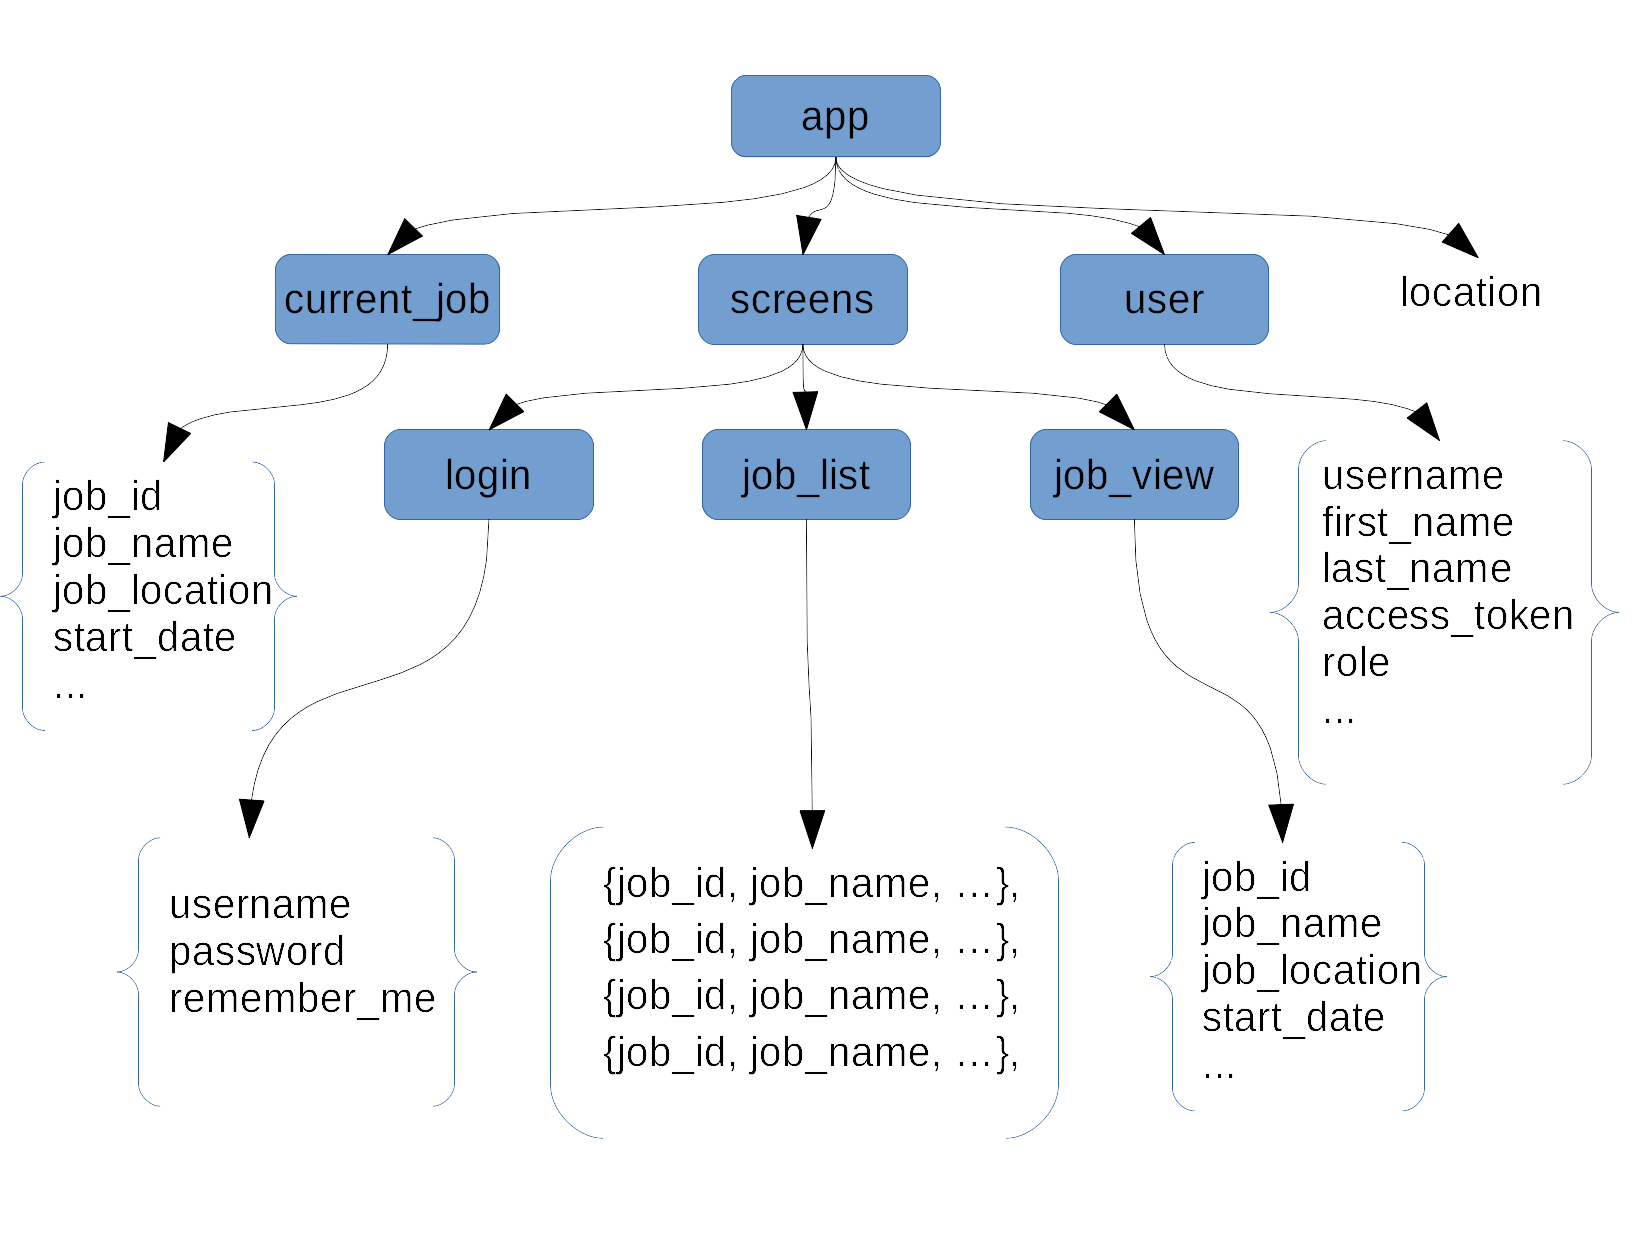 app
current_job
screens
user
location
login
job_list
job_view
job_id
job_name
job_location
start_date
...
username
first_name
last_name
access_token
role
...
username
password
remember_me
{job_id, job_name, ...},
{job_id, job_name, ...},
{job_id, job_name, ...},
{job_id, job_name, ...},
job_id
job_name
job_location
start_date
...